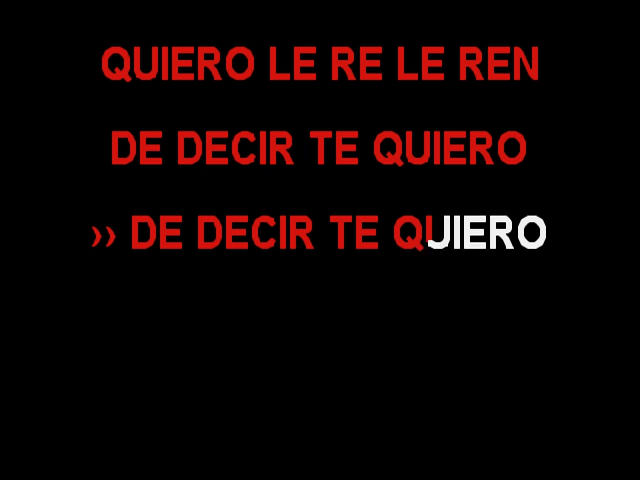 QUIERO LE RE LE REN
DE DECIR TE QUIERO
›› DE DECIR TE QUIERO